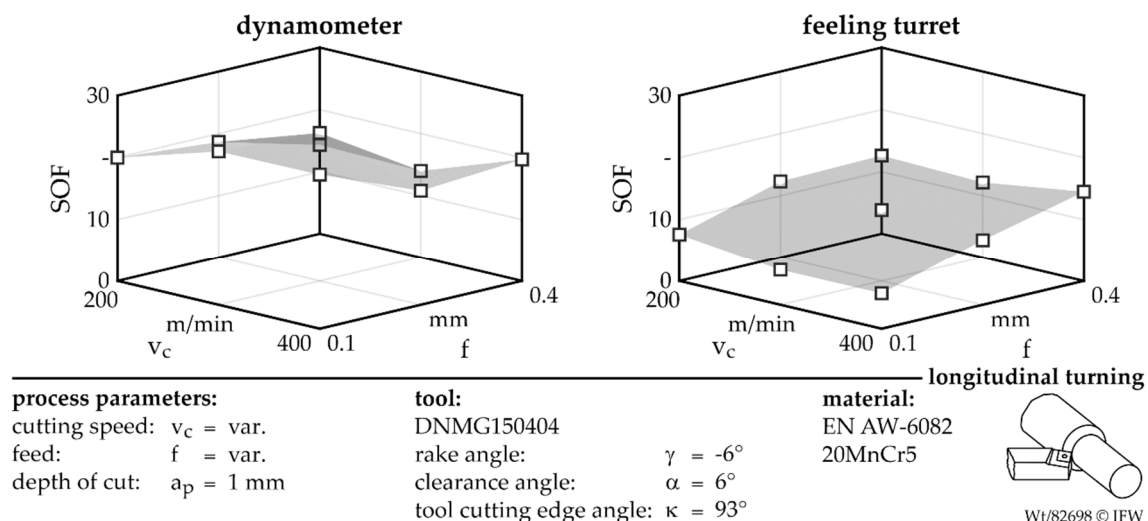 dynamometer
feeling turret
30
-
10
0
SOF
200
m/min
v_c
400
0.1
mm
f
0.4
30
-
10
0
SOF
200
m/min
v_c
400
0.1
mm
f
0.4
longitudinal turning
process parameters:
cutting speed: v_c = var.
feed: f = var.
depth of cut: a_p = 1 mm
tool:
DNMG150404
rake angle: γ = -6°
clearance angle: α = 6°
tool cutting edge angle: κ = 93°
material:
EN AW-6082
20MnCr5
Wt/82698 © IFW